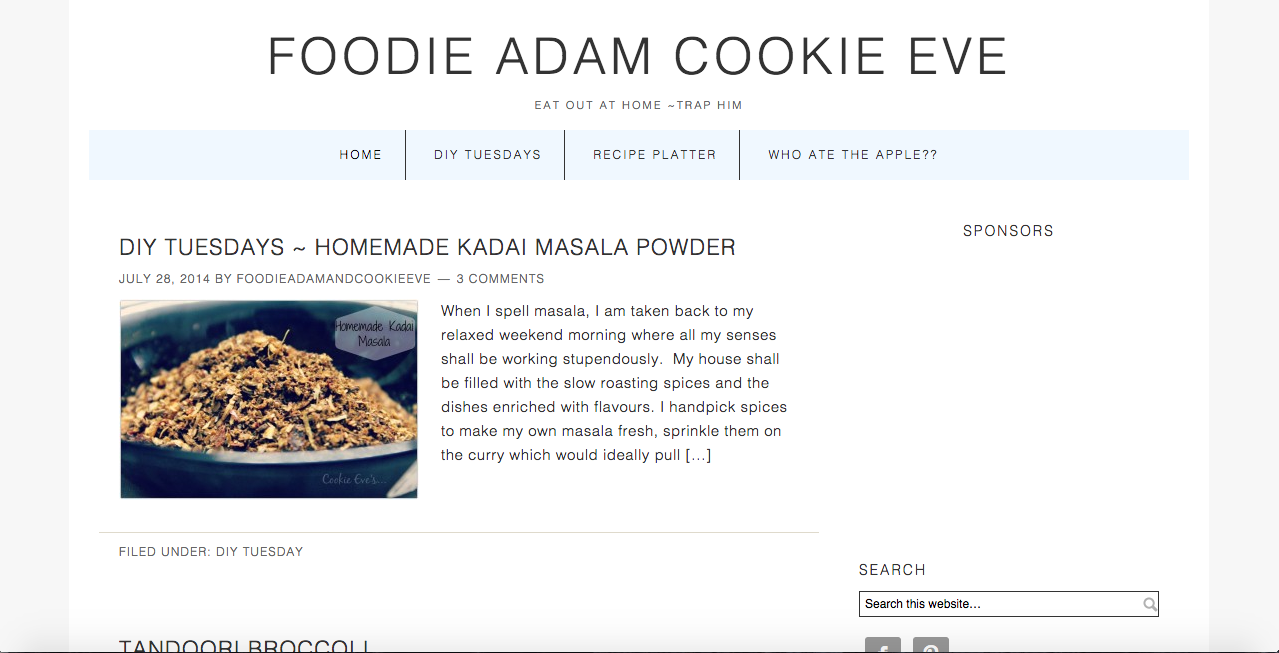 FOODIE ADAM COOKIE EVE
EAT OUT AT HOME ~TRAP HIM
HOME
DIY TUESDAYS
RECIPE PLATTER
WHO ATE THE APPLE??
DIY TUESDAYS ~ HOMEMADE KADAI MASALA POWDER
JULY 28, 2014 BY FOODIEADAMANDCOOKIEEVE — 3 COMMENTS
Homemade Kadai
Masala
Cookie Eve's...
When I spell masala, I am taken back to my
relaxed weekend morning where all my senses
shall be working stupendously.  My house shall
be filled with the slow roasting spices and the
dishes enriched with flavours. I handpick spices
to make my own masala fresh, sprinkle them on
the curry which would ideally pull […]
FILED UNDER: DIY TUESDAY
TANDOORI BROCCOLI
SPONSORS
SEARCH
Search this website…